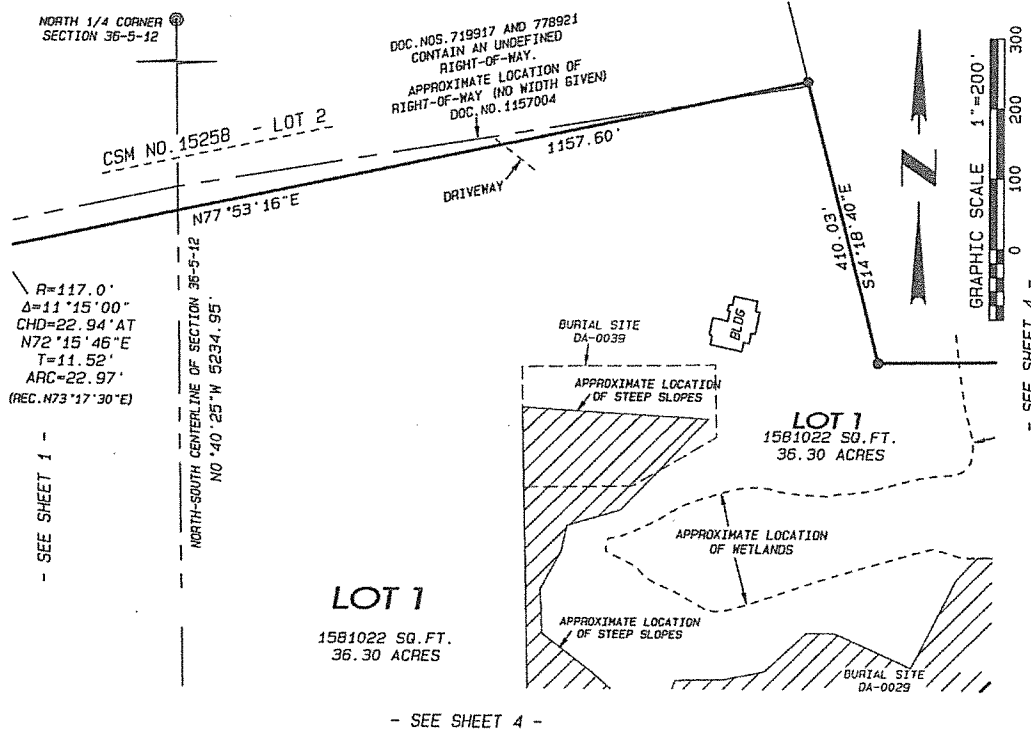 NORTH 1/4 CORNER
SECTION 36-5-12
DOC.NOS.719917 AND 778921
CONTAIN AN UNDEFINED
RIGHT-OF-WAY.
APPROXIMATE LOCATION OF
RIGHT-OF-WAY (NO WIDTH GIVEN)
DOC.NO.1157004
CSM NO.15258 - LOT 2
1157.60'
DRIVEWAY
N77°53'16"E
R=117.0'
Δ=11°15'00"
CHD=22.94'AT
N72°15'46"E
T=11.52'
ARC=22.97'
(REC.N73°17'30"E)
- SEE SHEET 1 -
NORTH-SOUTH CENTERLINE OF SECTION 36-5-12
N0°40'25"W 5234.95'
410.03'
S14°18'40"E
N
GRAPHIC SCALE 1"=200'
0 100 200 300
- SEE SHEET 4 -
BLDG
BURIAL SITE
DA-0039
APPROXIMATE LOCATION
OF STEEP SLOPES
LOT 1
1581022 SQ.FT.
36.30 ACRES
APPROXIMATE LOCATION
OF WETLANDS
LOT 1
1581022 SQ.FT.
36.30 ACRES
APPROXIMATE LOCATION
OF STEEP SLOPES
BURIAL SITE
DA-0029
- SEE SHEET 4 -